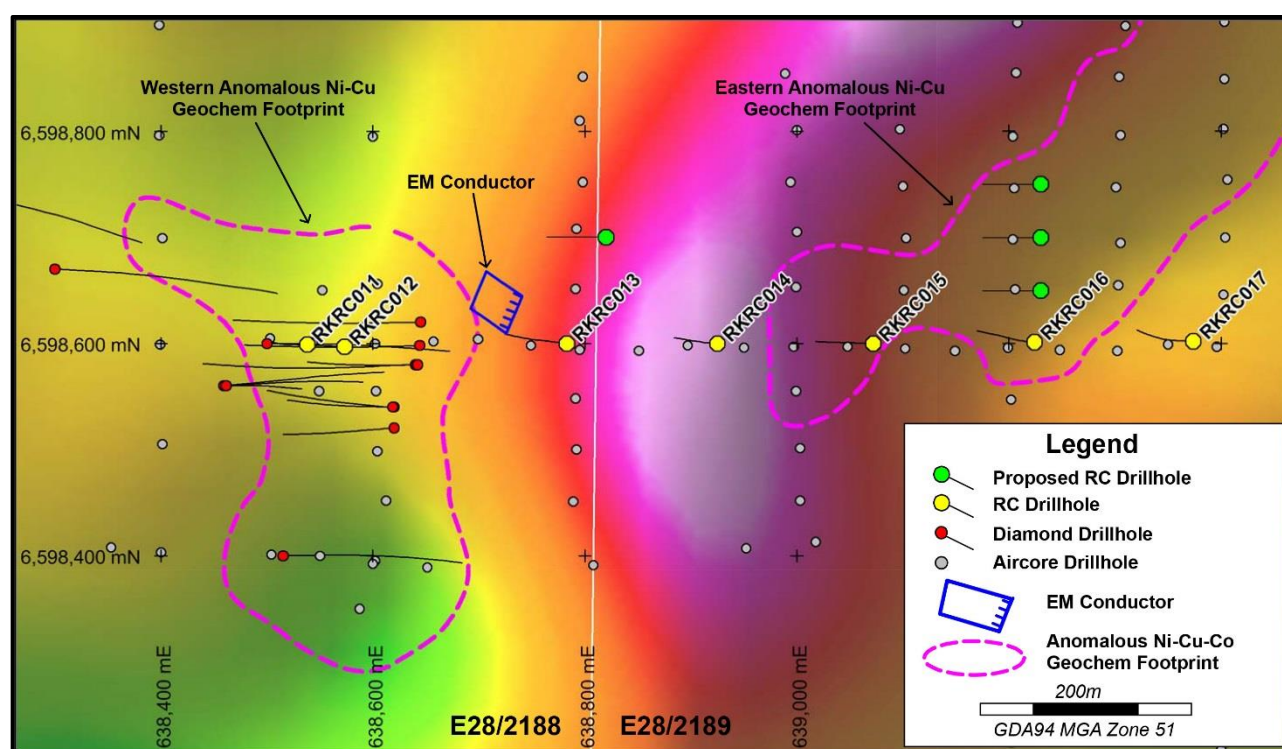 Western Anomalous Ni-Cu
Geochem Footprint
Eastern Anomalous Ni-Cu
Geochem Footprint
6,598,800 mN
EM Conductor
RKRC011
RKRC012
RKRC013
RKRC014
RKRC015
RKRC016
RKRC017
6,598,600 mN
6,598,400 mN
638,400 mE
638,600 mE
638,800 mE
639,000 mE
E28/2188
E28/2189
Legend
Proposed RC Drillhole
RC Drillhole
Diamond Drillhole
Aircore Drillhole
EM Conductor
Anomalous Ni-Cu-Co
Geochem Footprint
200m
GDA94 MGA Zone 51